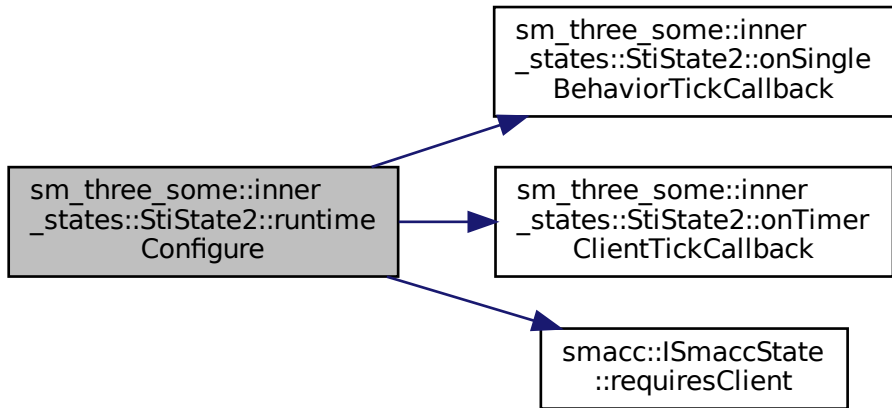 sm_three_some::inner
_states::StiState2::onSingle
BehaviorTickCallback
sm_three_some::inner
_states::StiState2::runtime
Configure
sm_three_some::inner
_states::StiState2::onTimer
ClientTickCallback
smacc::ISmaccState
::requiresClient